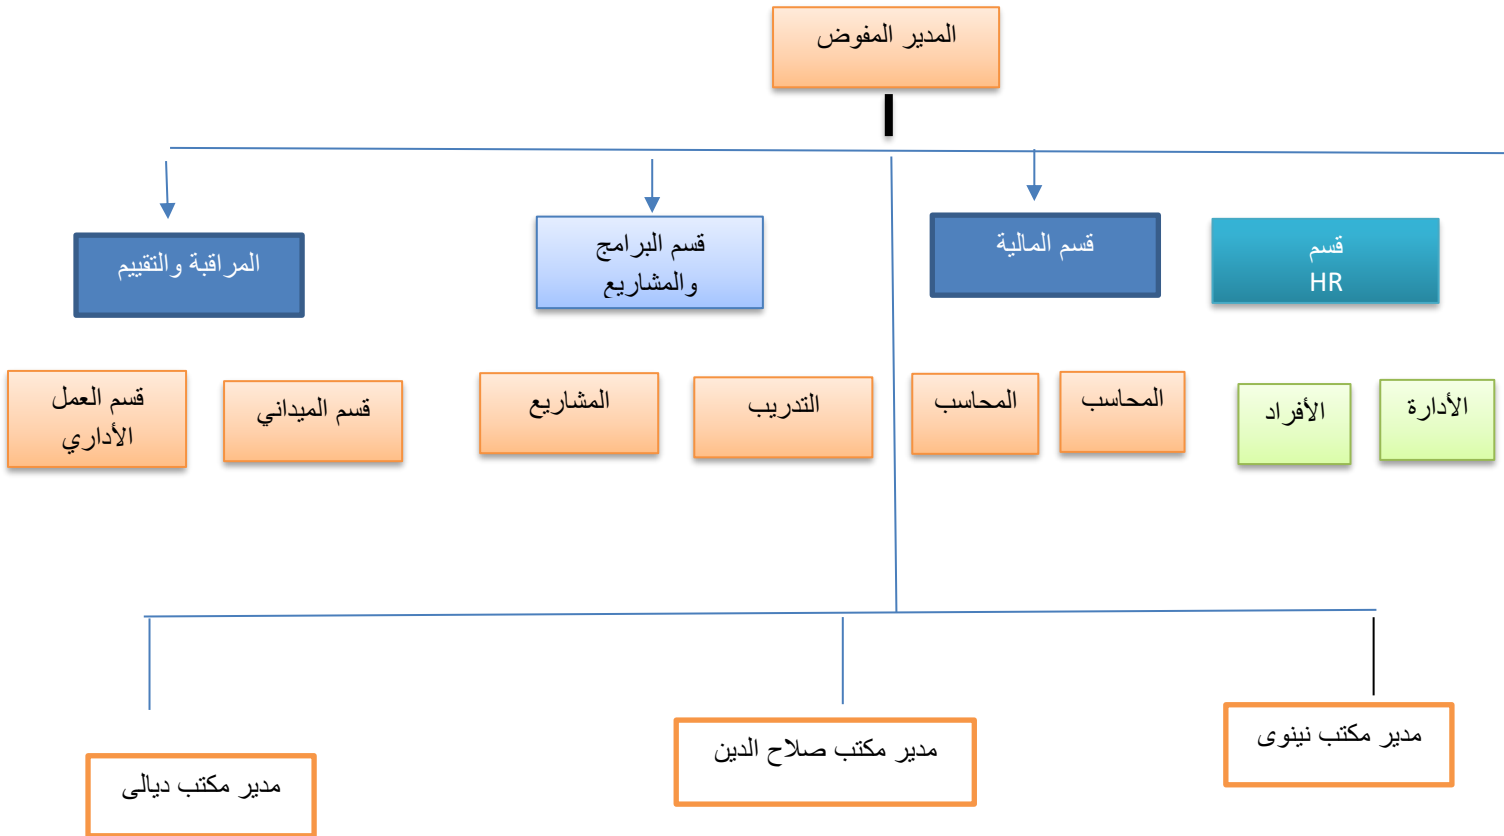 المدير المفوض
قسم
HR
قسم المالية
قسم البرامج
والمشاريع
المراقبة والتقييم
الأدارة
الأفراد
المحاسب
المحاسب
التدريب
المشاريع
قسم الميداني
قسم العمل
الأداري
مدير مكتب نينوى
مدير مكتب صلاح الدين
مدير مكتب ديالى